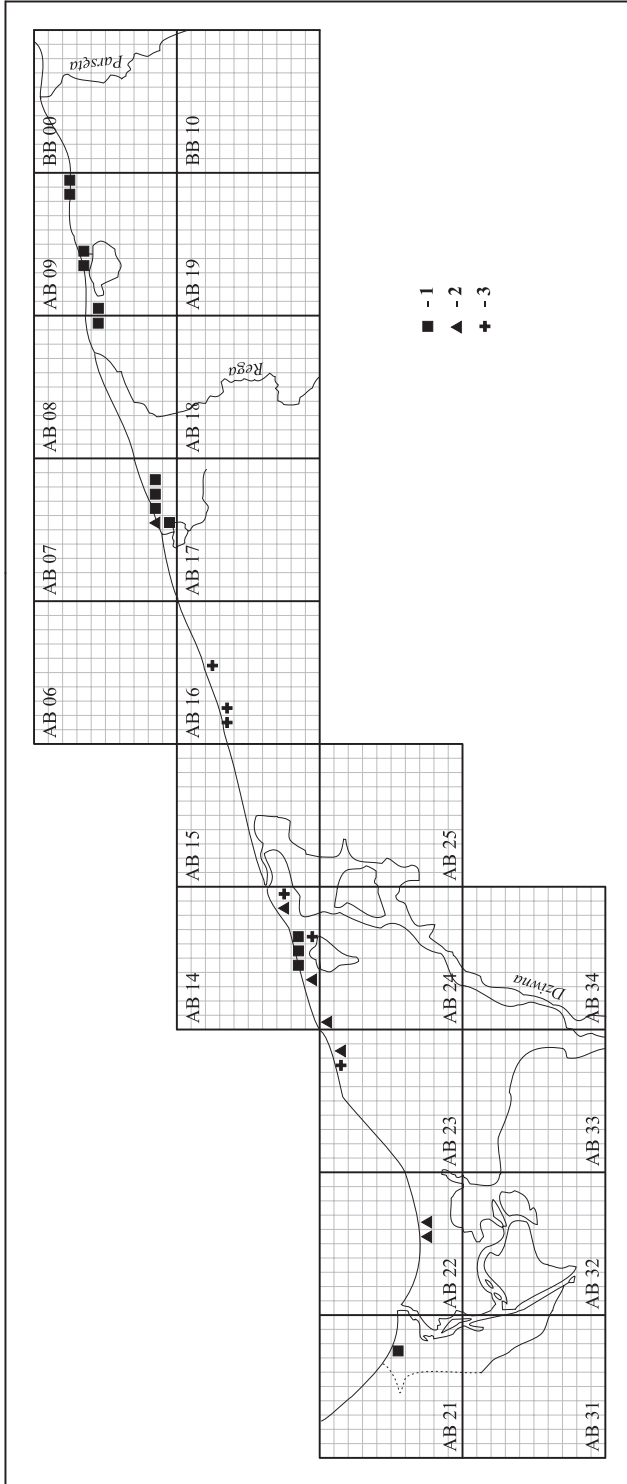 AB 06
AB 07
AB 08
AB 09
BB 00
Parsęta
AB 14
AB 15
AB 16
AB 17
AB 18
Rega
AB 19
BB 10
AB 21
AB 22
AB 23
AB 24
AB 25
AB 31
AB 32
AB 33
AB 34
Dziwna
- 1
- 2
- 3